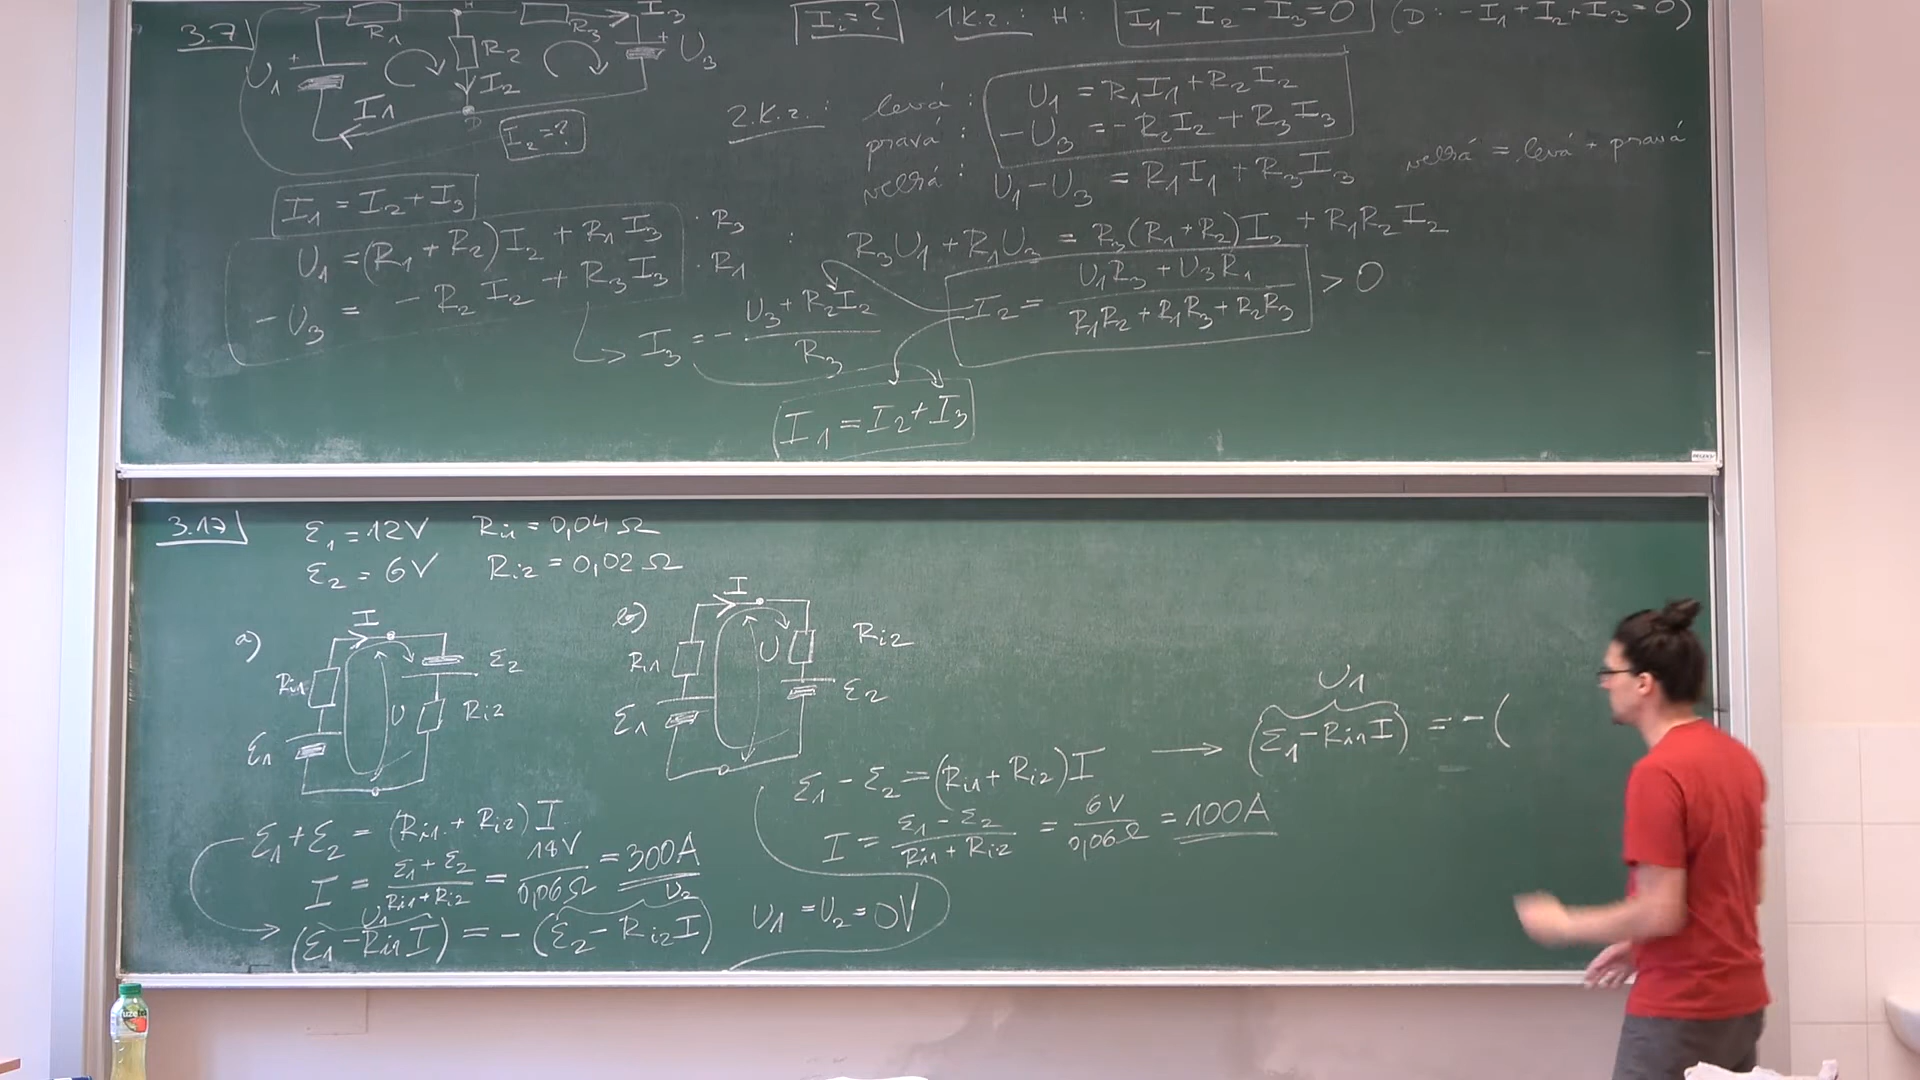 3.7
R₁
H
R₃
I₃
U₁
+
R₂
+
U₃
I₁
I₂
D
I₂=?
Iᵢ=?
1.K.z.: H: I₁-I₂-I₃=0 (D: -I₁+I₂+I₃=0)
2.K.z.: levá: U₁ = R₁I₁+R₂I₂
pravá: -U₃ = -R₂I₂+R₃I₃
velká: U₁-U₃ = R₁I₁+R₃I₃
velká = levá + pravá
I₁=I₂+I₃
U₁ = (R₁+R₂)I₂ + R₁I₃ · R₃
-U₃ = -R₂I₂ + R₃I₃ · R₁
: R₃U₁+R₁U₃ = R₃(R₁+R₂)I₂ + R₁R₂I₂
I₃ = - (U₃+R₂I₂)/R₃
I₂ = (U₁R₃+U₃R₁)/(R₁R₂+R₁R₃+R₂R₃) > 0
I₁=I₂+I₃
3.17
ε₁=12V Rᵢ₁=0,04Ω
ε₂=6V Rᵢ₂=0,02Ω
a)
I
Rᵢ₁
ε₂
U
Rᵢ₂
ε₁
b)
I
Rᵢ₁
U
Rᵢ₂
ε₁
ε₂
ε₁+ε₂ = (Rᵢ₁+Rᵢ₂)I
I = (ε₁+ε₂)/(Rᵢ₁+Rᵢ₂) = 18V/0,06Ω = 300A
U₁ U₂
(ε₁-Rᵢ₁I) = -(ε₂-Rᵢ₂I)
U₁=U₂=0V
ε₁-ε₂=(Rᵢ₁+Rᵢ₂)I
I = (ε₁-ε₂)/(Rᵢ₁+Rᵢ₂) = 6V/0,06Ω = 100A
U₁
→ (ε₁-Rᵢ₁I) = -(
fuze